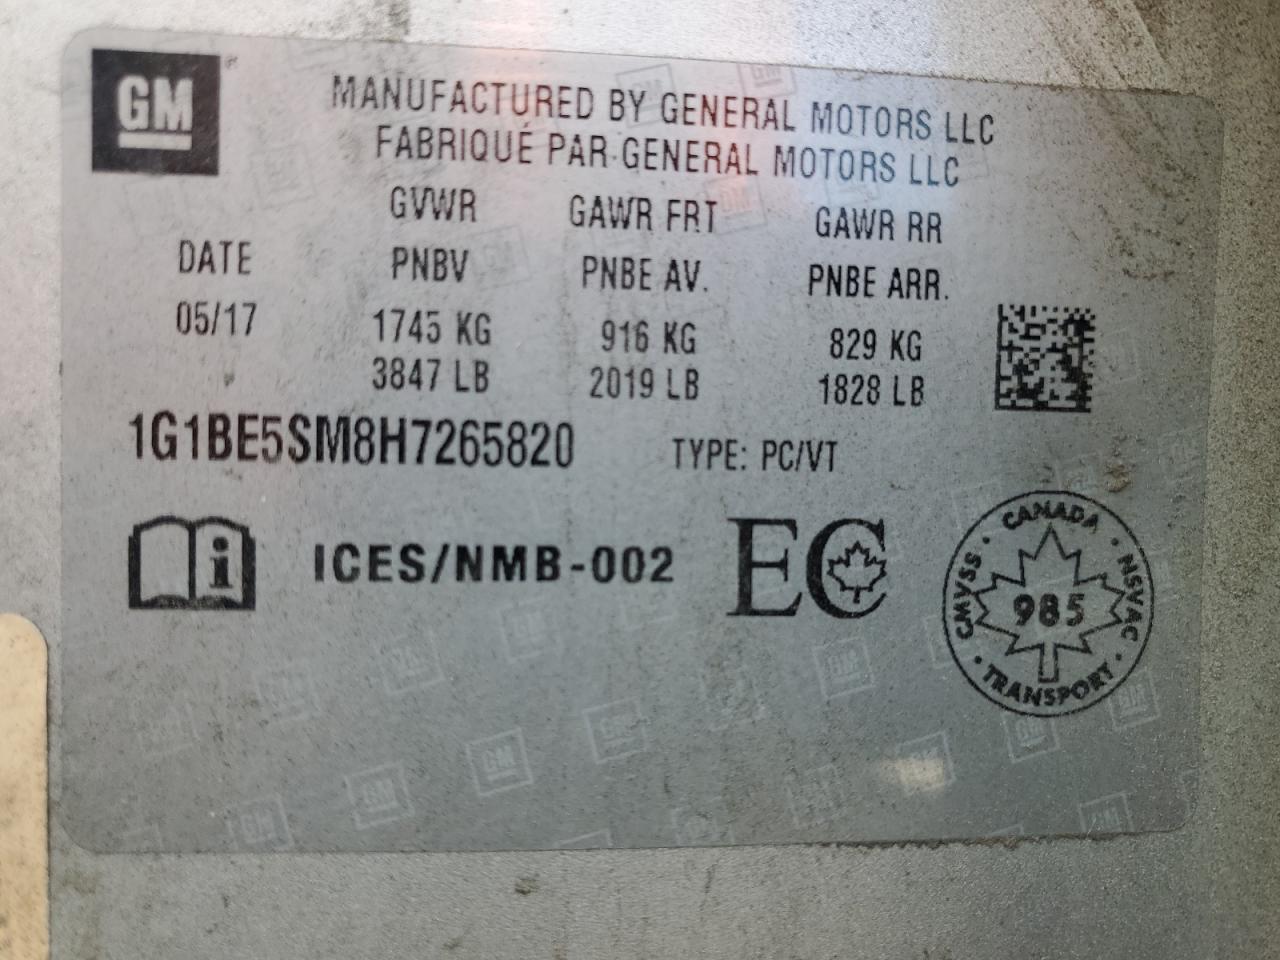 GM
MANUFACTURED BY GENERAL MOTORS LLC
FABRIQUÉ PAR GENERAL MOTORS LLC
GVWR GAWR FRT GAWR RR
DATE PNBV PNBE AV. PNBE ARR.
05/17 1745 KG 916 KG 829 KG
3847 LB 2019 LB 1828 LB
1G1BE5SM8H7265820 TYPE: PC/VT
i ICES/NMB-002 EC
CANADA
CMVSS 985 NSVAC
TRANSPORT